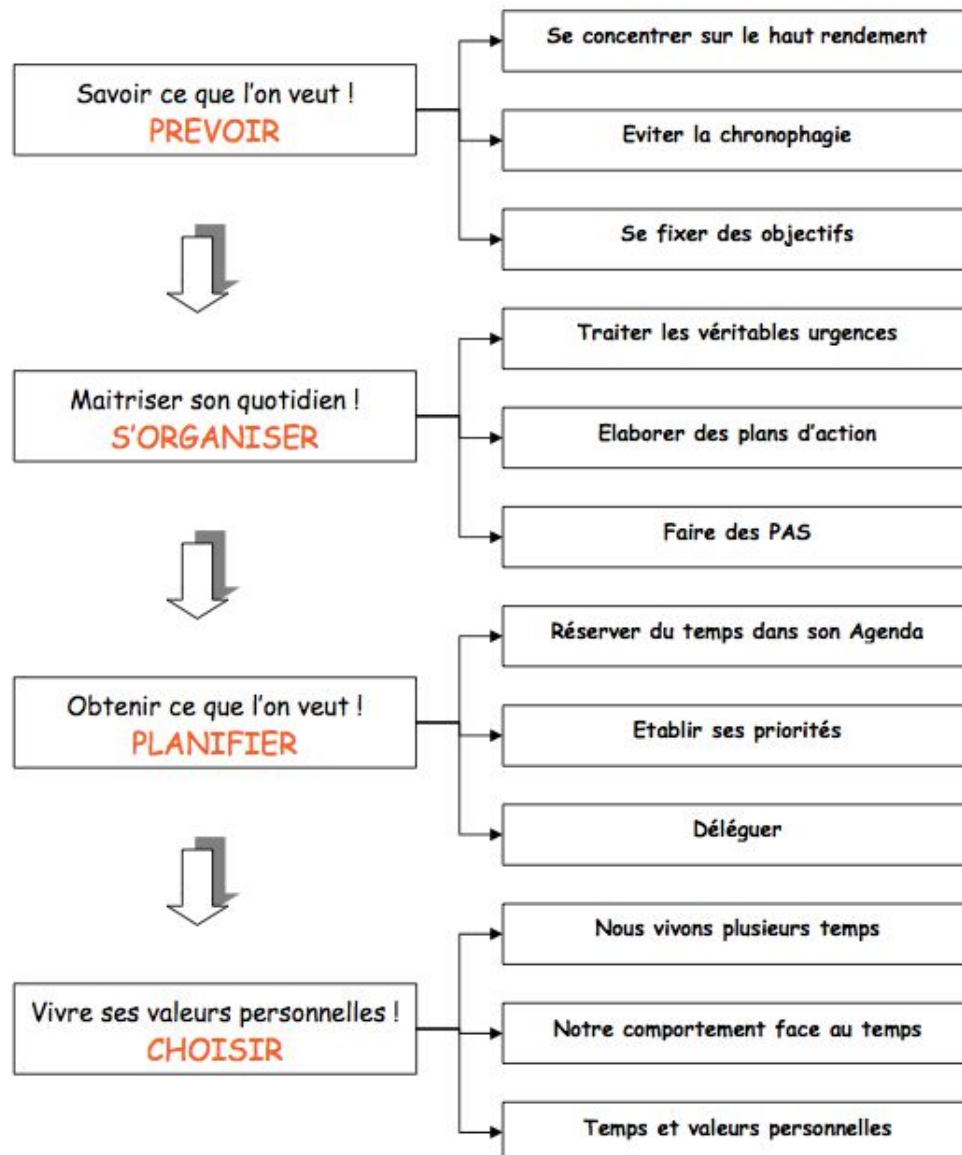 Savoir ce que l'on veut !
PREVOIR
Se concentrer sur le haut rendement
Eviter la chronophagie
Se fixer des objectifs
Maitriser son quotidien !
S'ORGANISER
Traiter les véritables urgences
Elaborer des plans d'action
Faire des PAS
Obtenir ce que l'on veut !
PLANIFIER
Réserver du temps dans son Agenda
Etablir ses priorités
Déléguer
Vivre ses valeurs personnelles !
CHOISIR
Nous vivons plusieurs temps
Notre comportement face au temps
Temps et valeurs personnelles